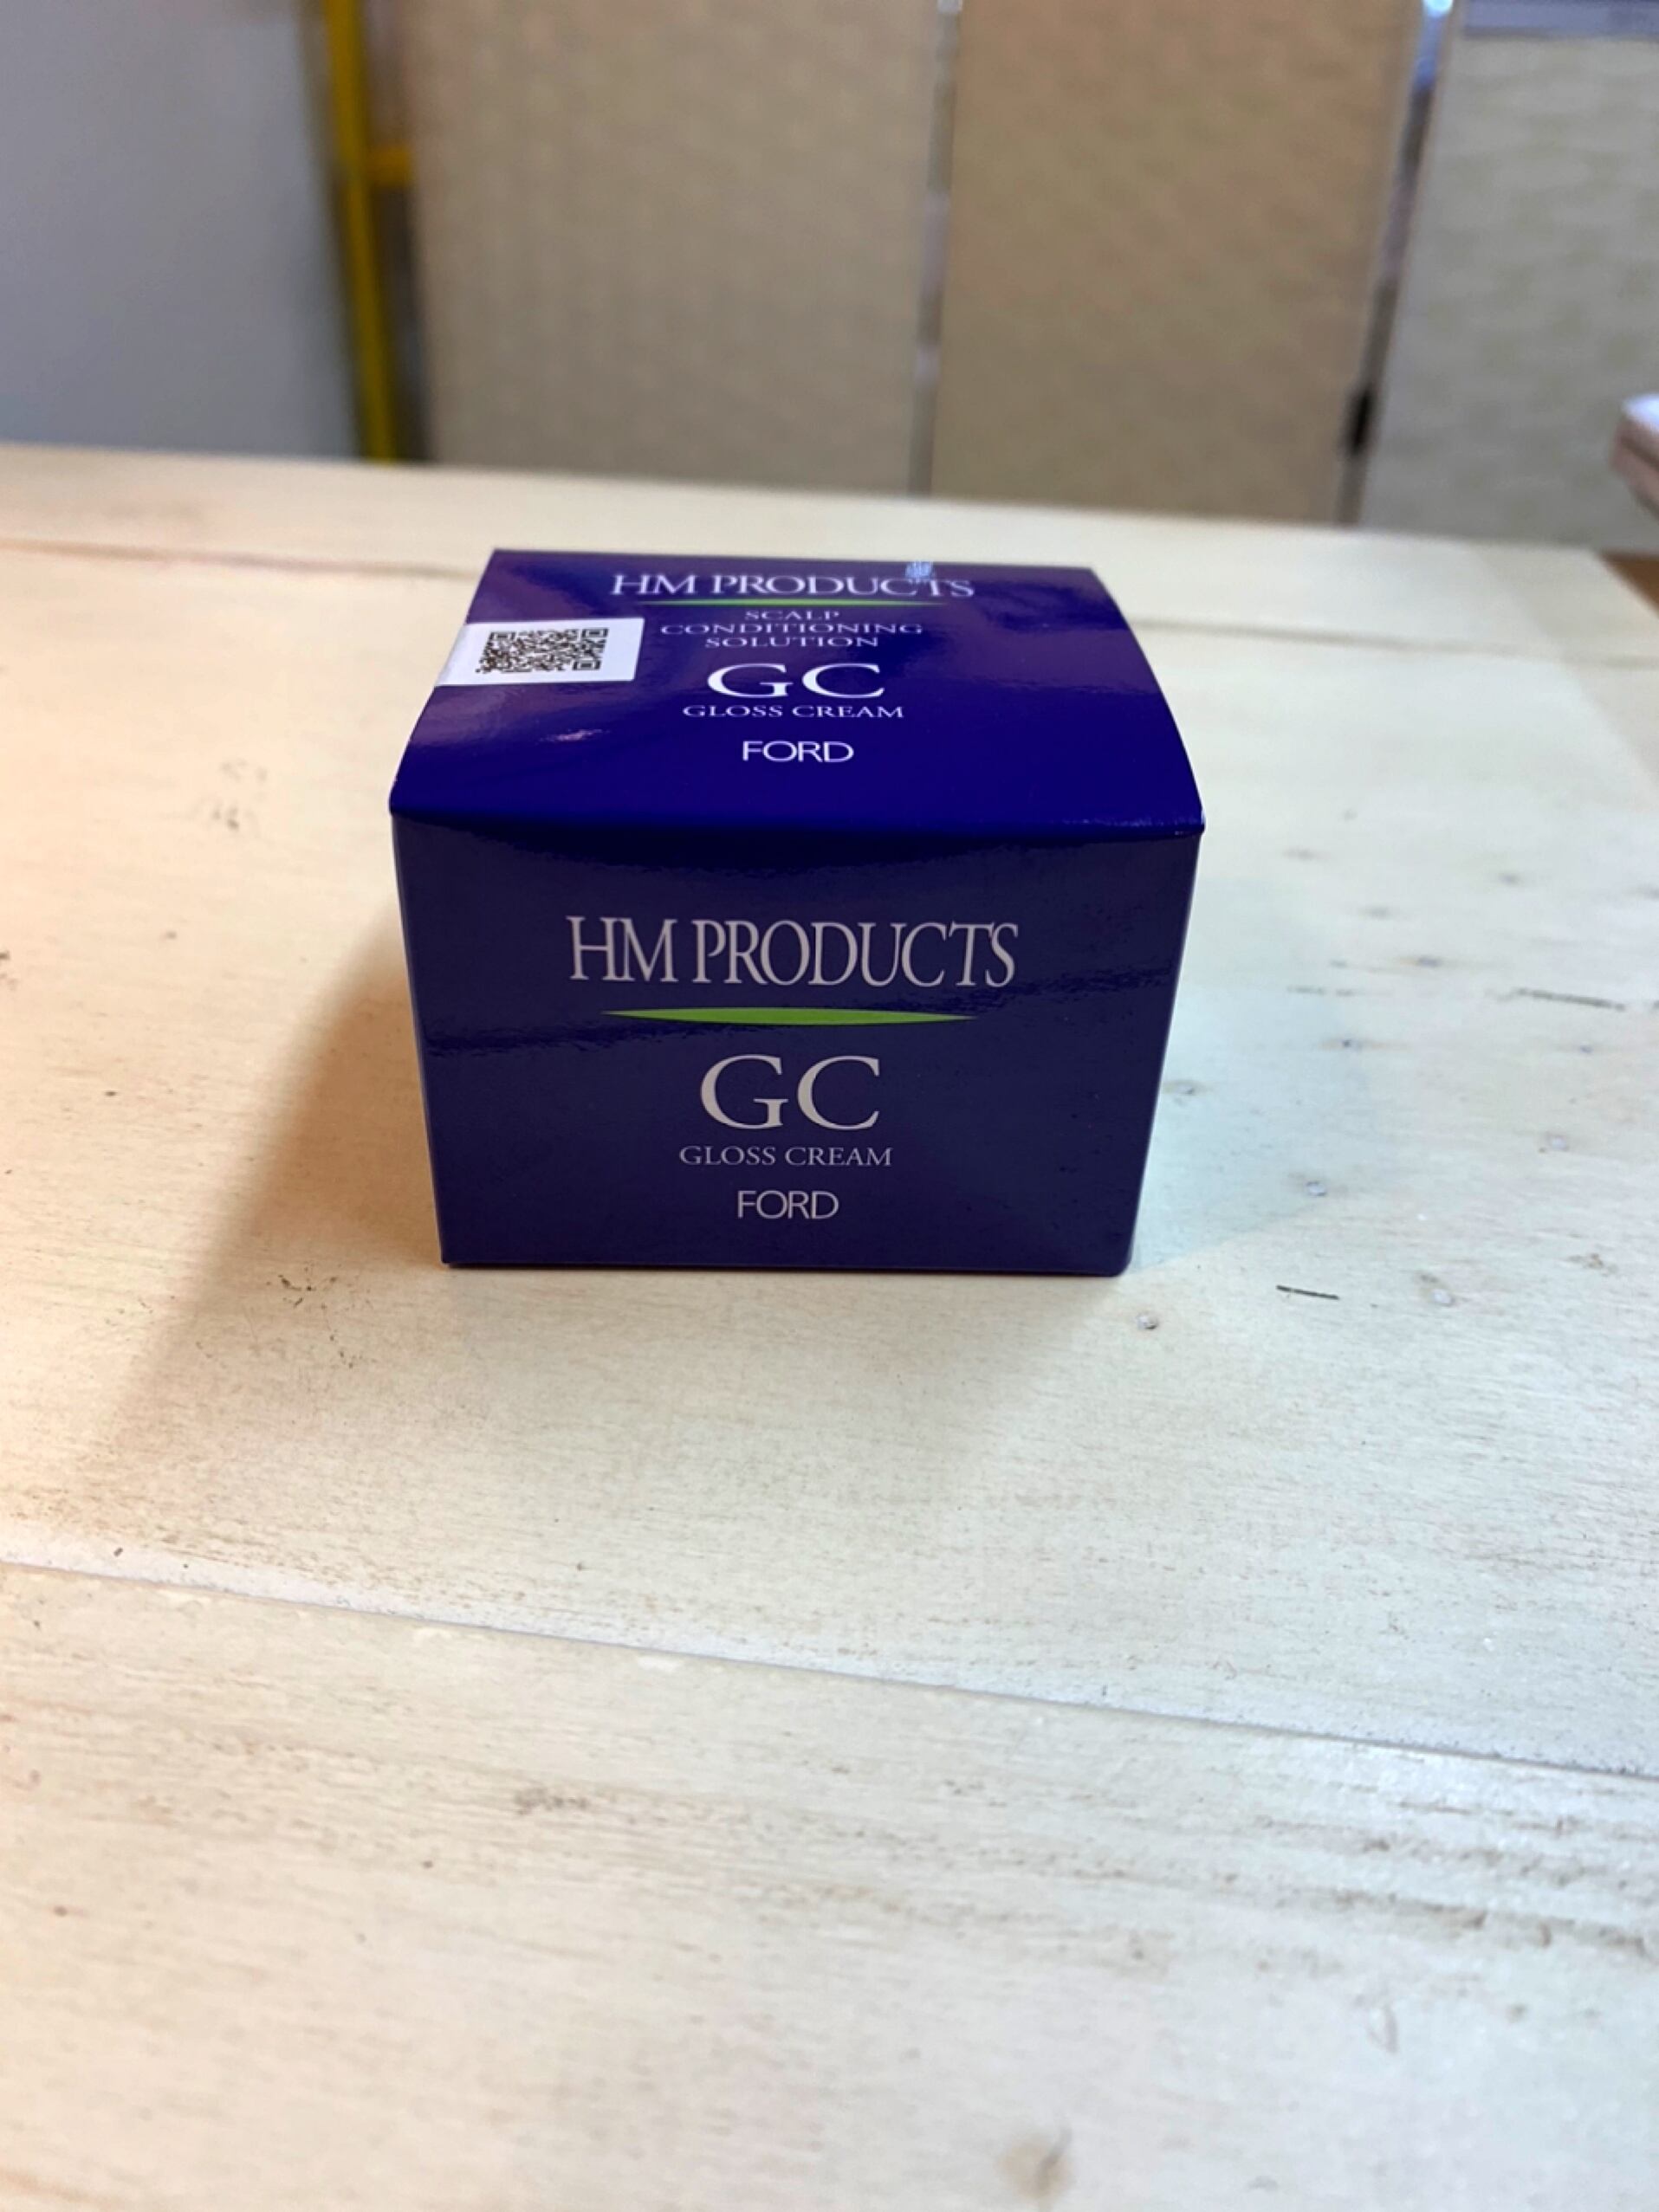 HM PRODUCTS
SCALP
CONDITIONING
SOLUTION
GC
GLOSS CREAM
FORD
HM PRODUCTS
GC
GLOSS CREAM
FORD